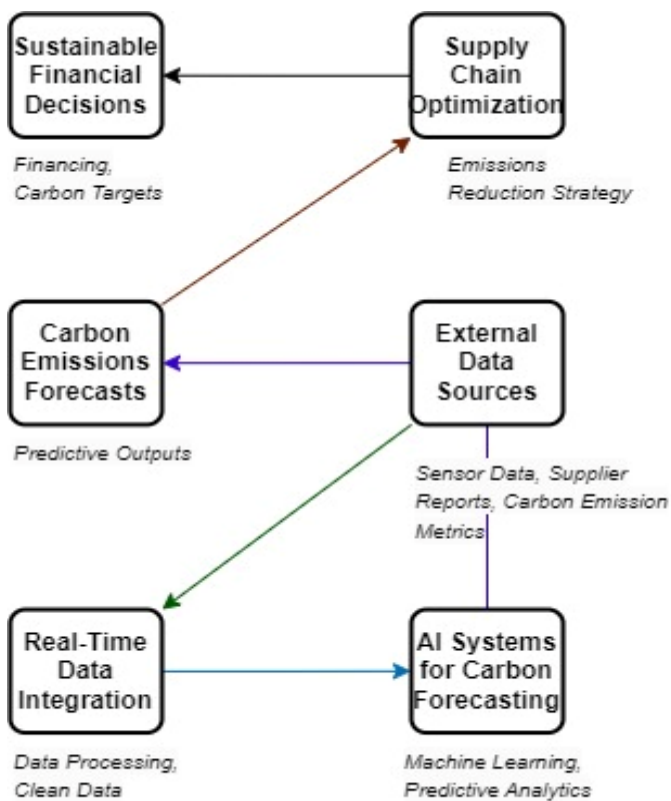 Sustainable
Financial
Decisions
Supply
Chain
Optimization
Financing,
Carbon Targets
Emissions
Reduction Strategy
Carbon
Emissions
Forecasts
External
Data
Sources
Predictive Outputs
Sensor Data, Supplier
Reports, Carbon Emission
Metrics
Real-Time
Data
Integration
AI Systems
for Carbon
Forecasting
Data Processing,
Clean Data
Machine Learning,
Predictive Analytics